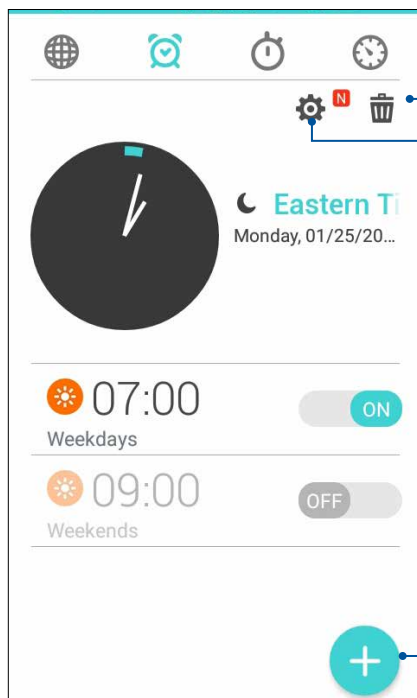 N
Eastern Ti
Monday, 01/25/20...
07:00
ON
Weekdays
09:00
OFF
Weekends